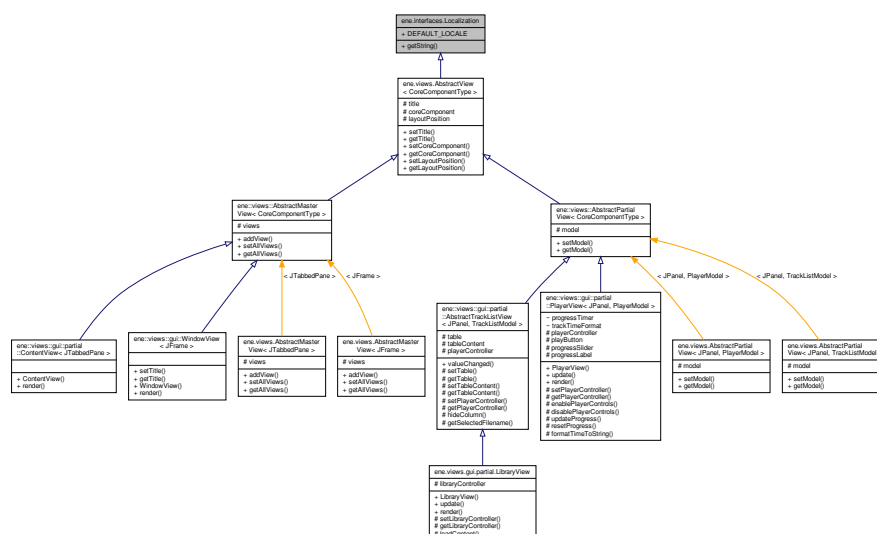 ene.interfaces.Localization
+ DEFAULT_LOCALE
+ getString()
ene.views.AbstractView
< CoreComponentType >
# title
# coreComponent
# layoutPosition
+ setTitle()
+ getTitle()
+ setCoreComponent()
+ getCoreComponent()
+ setLayoutPosition()
+ getLayoutPosition()
ene::views::AbstractMaster
View< CoreComponentType >
# views
+ addView()
+ setAllViews()
+ getAllViews()
ene::views::AbstractPartial
View< CoreComponentType >
# model
+ setModel()
+ getModel()
< JTabbedPane >
< JFrame >
< JPanel, PlayerModel >
< JPanel, TrackListModel >
ene::views::gui::partial
::ContentView< JTabbedPane >
+ ContentView()
+ render()
ene::views::gui::WindowView
< JFrame >
+ setTitle()
+ getTitle()
+ WindowView()
+ render()
ene::views::AbstractMaster
View< JTabbedPane >
# views
+ addView()
+ setAllViews()
+ getAllViews()
ene::views::AbstractMaster
View< JFrame >
# views
+ addView()
+ setAllViews()
+ getAllViews()
ene::views::gui::partial
::AbstractTrackListView
< JPanel, TrackListModel >
# table
# tableContent
# playerController
+ valueChanged()
# setTable()
# getTable()
# setTableContent()
# getTableContent()
# setPlayerController()
# getPlayerController()
# hideColumn()
# getSelectedFilename()
ene::views::gui::partial
::PlayerView< JPanel, PlayerModel >
~ progressTimer
~ trackTimeFormat
# playerController
# playButton
# progressSlider
# progressLabel
+ PlayerView()
+ update()
+ render()
# setPlayerController()
# getPlayerController()
# enablePlayerControls()
# disablePlayerControls()
# updateProgress()
# resetProgress()
# formatTimeToString()
ene::views::AbstractPartial
View< JPanel, PlayerModel >
# model
+ setModel()
+ getModel()
ene::views::AbstractPartial
View< JPanel, TrackListModel
# model
+ setModel()
+ getModel()
ene.views.gui.partial.LibraryView
# libraryController
+ LibraryView()
+ update()
+ render()
# setLibraryController()
# getLibraryController()
# loadContent()